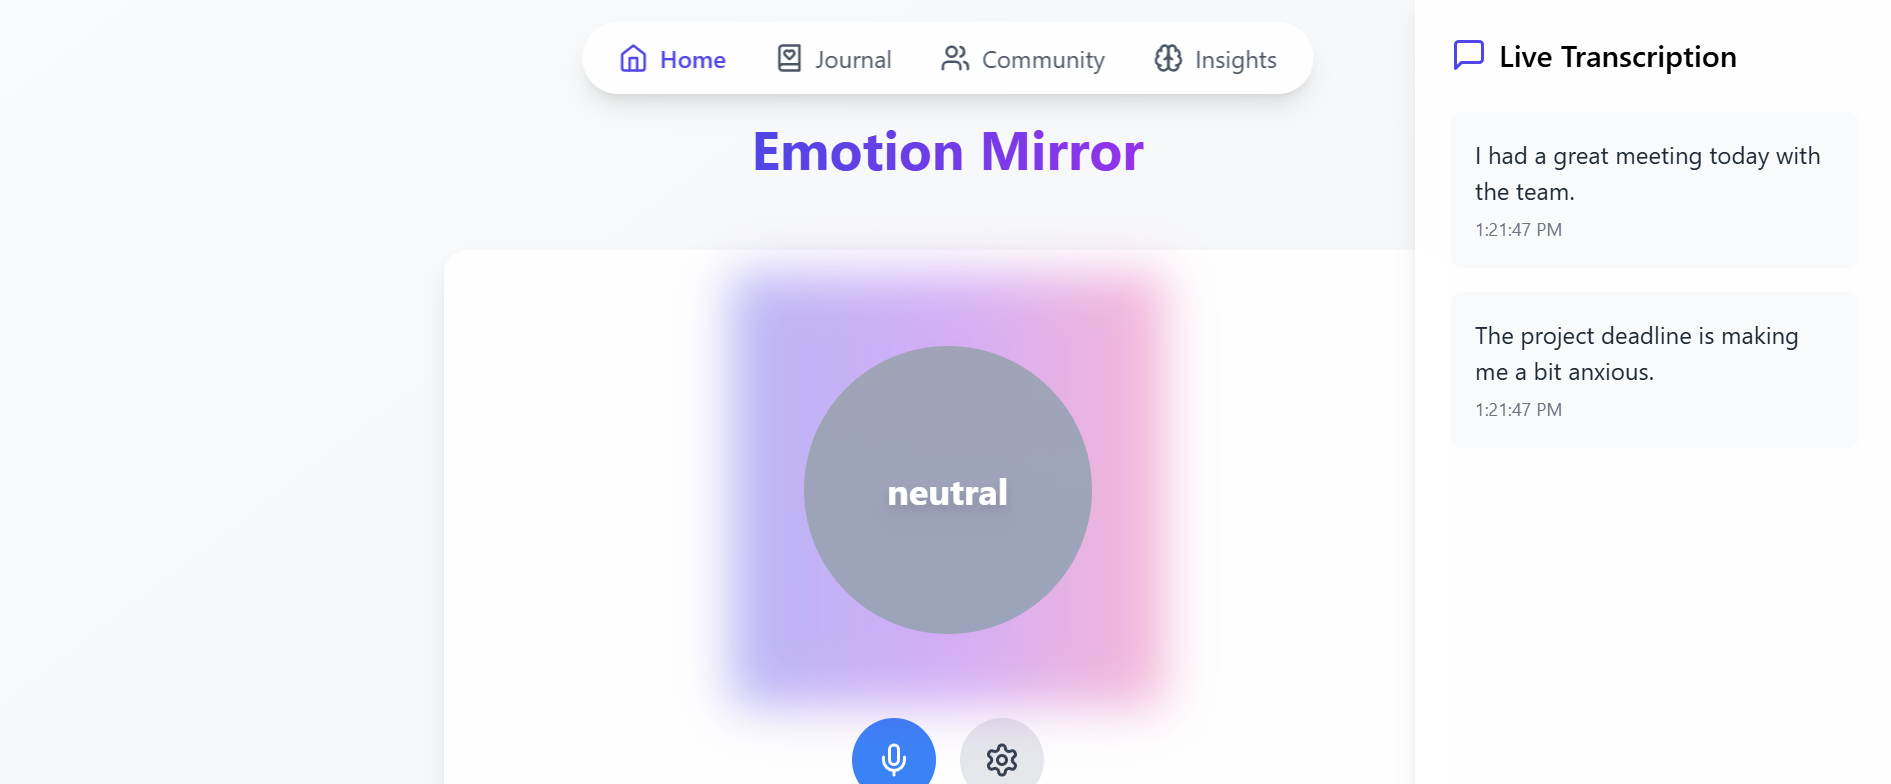 Home
Journal
Community
Insights
Emotion Mirror
neutral
Live Transcription
I had a great meeting today with
the team.
1:21:47 PM
The project deadline is making
me a bit anxious.
1:21:47 PM